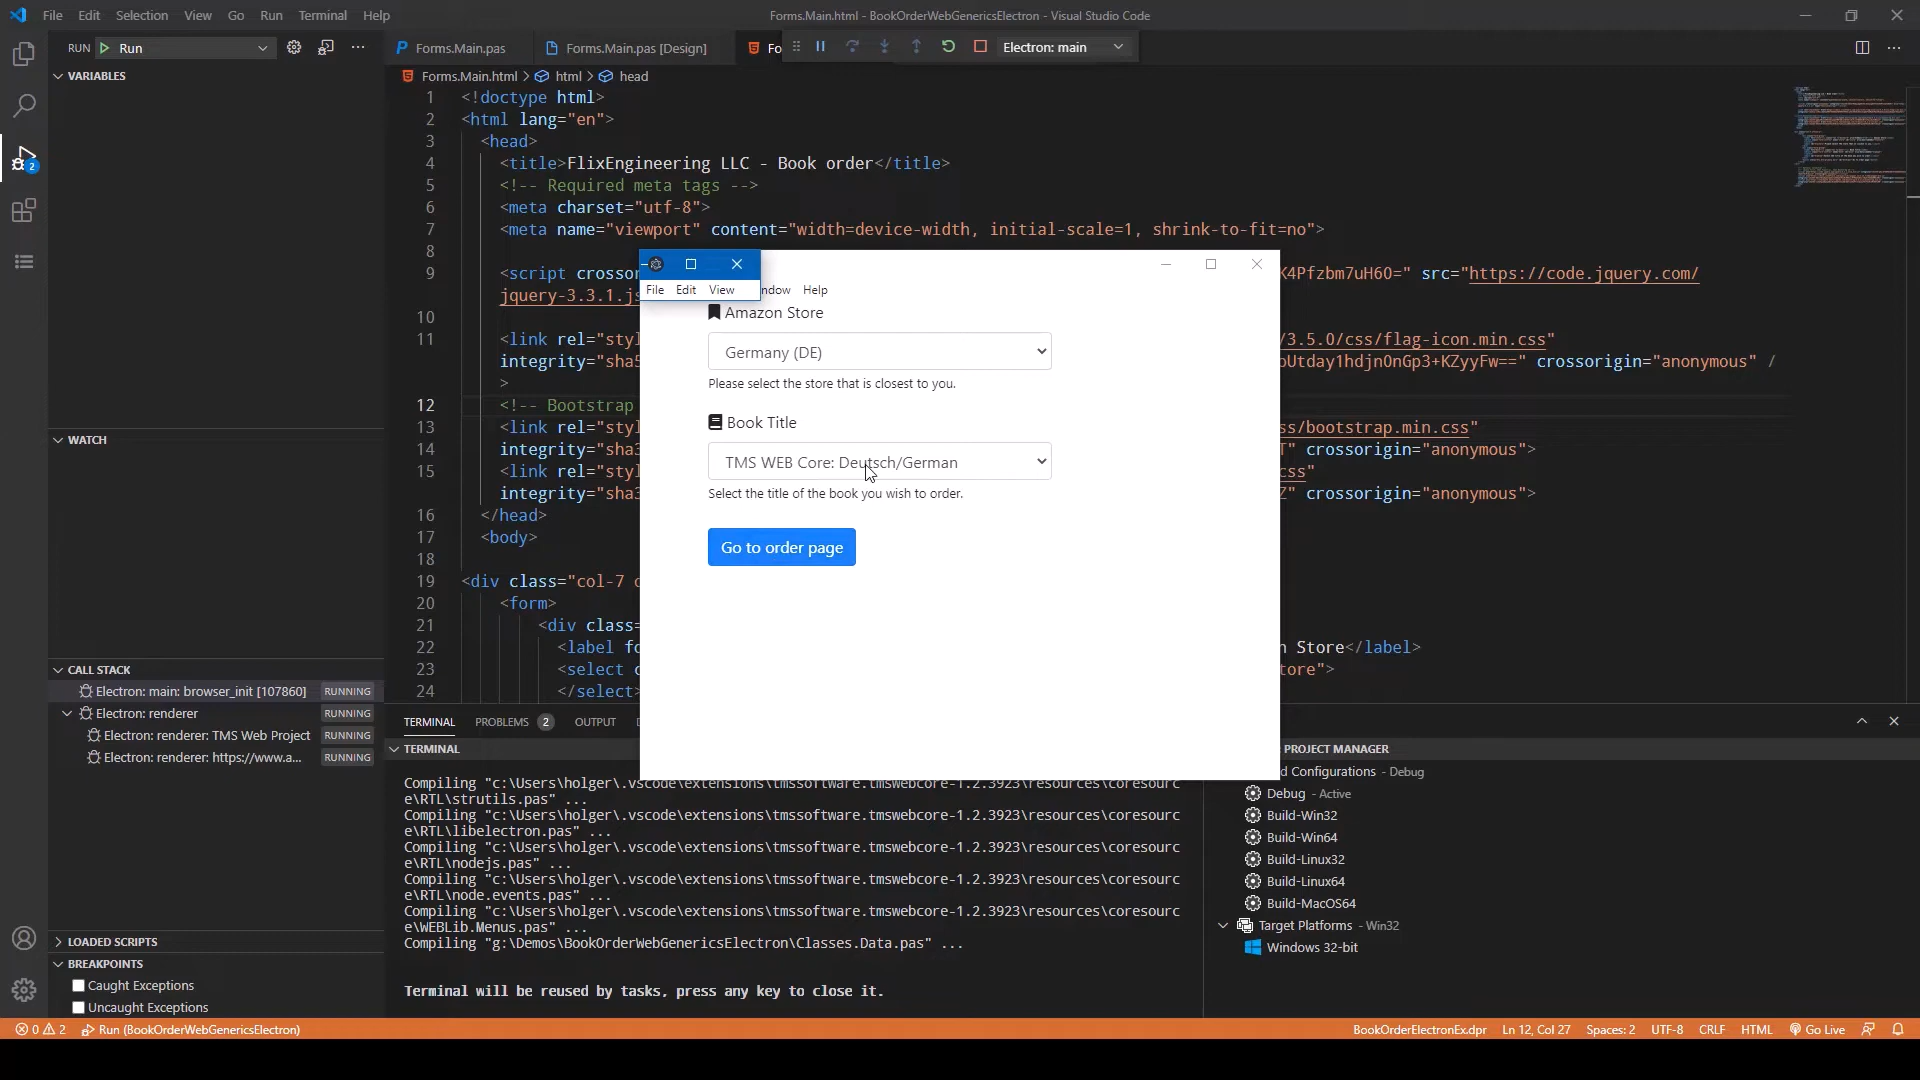 File Edit Selection View Go Run Terminal Help
Forms.Main.html - BookOrderWebGenericsElectron - Visual Studio Code
RUN Run
Forms.Main.pas
Forms.Main.pas [Design]
Fo
Electron: main
VARIABLES
WATCH
CALL STACK
Electron: main: browser_init [107860] RUNNING
Electron: renderer RUNNING
Electron: renderer: TMS Web Project RUNNING
Electron: renderer: https://www.a... RUNNING
LOADED SCRIPTS
BREAKPOINTS
Caught Exceptions
Uncaught Exceptions
2
Forms.Main.html > html > head
1 <!doctype html>
2 <html lang="en">
3 <head>
4 <title>FlixEngineering LLC - Book order</title>
5 <!-- Required meta tags -->
6 <meta charset="utf-8">
7 <meta name="viewport" content="width=device-width, initial-scale=1, shrink-to-fit=no">
8
9 <script crossor K4Pfzbm7uH60=" src="https://code.jquery.com/
jquery-3.3.1.js
10
11 <link rel="styl /3.5.0/css/flag-icon.min.css"
integrity="sha5 oUtday1hdjnOnGp3+KZyyFw==" crossorigin="anonymous" /
>
12 <!-- Bootstrap
13 <link rel="styl ss/bootstrap.min.css"
14 integrity="sha3 T" crossorigin="anonymous">
15 <link rel="styl css"
integrity="sha3 Z" crossorigin="anonymous">
16 </head>
17 <body>
18
19 <div class="col-7 c
20 <form>
21 <div class=
22 <label fo n Store</label>
23 <select c tore">
24 </select>
File Edit View
ndow Help
Amazon Store
Germany (DE)
Please select the store that is closest to you.
Book Title
TMS WEB Core: Deutsch/German
Select the title of the book you wish to order.
Go to order page
TERMINAL PROBLEMS 2 OUTPUT D
TERMINAL
Compiling "c:\Users\holger\.vscode\extensions\tmssoftware.tmswebcore-1.2.3923\resources\coresourc
e\RTL\strutils.pas" ...
Compiling "c:\Users\holger\.vscode\extensions\tmssoftware.tmswebcore-1.2.3923\resources\coresourc
e\RTL\libelectron.pas" ...
Compiling "c:\Users\holger\.vscode\extensions\tmssoftware.tmswebcore-1.2.3923\resources\coresourc
e\RTL\nodejs.pas" ...
Compiling "c:\Users\holger\.vscode\extensions\tmssoftware.tmswebcore-1.2.3923\resources\coresourc
e\RTL\node.events.pas" ...
Compiling "c:\Users\holger\.vscode\extensions\tmssoftware.tmswebcore-1.2.3923\resources\coresourc
e\WEBLib.Menus.pas" ...
Compiling "g:\Demos\BookOrderWebGenericsElectron\Classes.Data.pas" ...
Terminal will be reused by tasks, press any key to close it.
PROJECT MANAGER
d Configurations - Debug
Debug - Active
Build-Win32
Build-Win64
Build-Linux32
Build-Linux64
Build-MacOS64
Target Platforms - Win32
Windows 32-bit
0 2 Run (BookOrderWebGenericsElectron)
BookOrderElectronEx.dpr Ln 12, Col 27 Spaces: 2 UTF-8 CRLF HTML Go Live